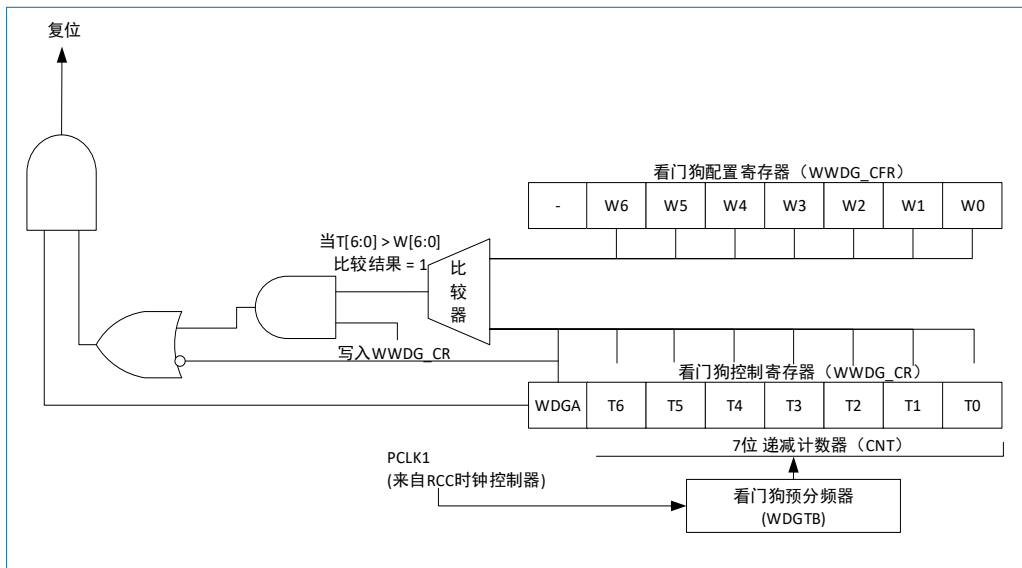 复位
看门狗配置寄存器（WWDG_CFR）
- W6 W5 W4 W3 W2 W1 W0
当T[6:0] > W[6:0]
比较结果 = 1
比较器
写入WWDG_CR
看门狗控制寄存器（WWDG_CR）
WDGA T6 T5 T4 T3 T2 T1 T0
7位 递减计数器（CNT）
PCLK1
(来自RCC时钟控制器)
看门狗预分频器
(WDGTB)